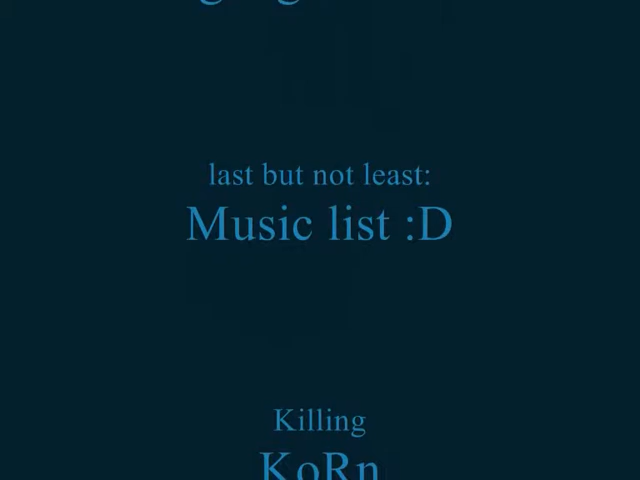 last but not least:
Music list :D
Killing
KoRn